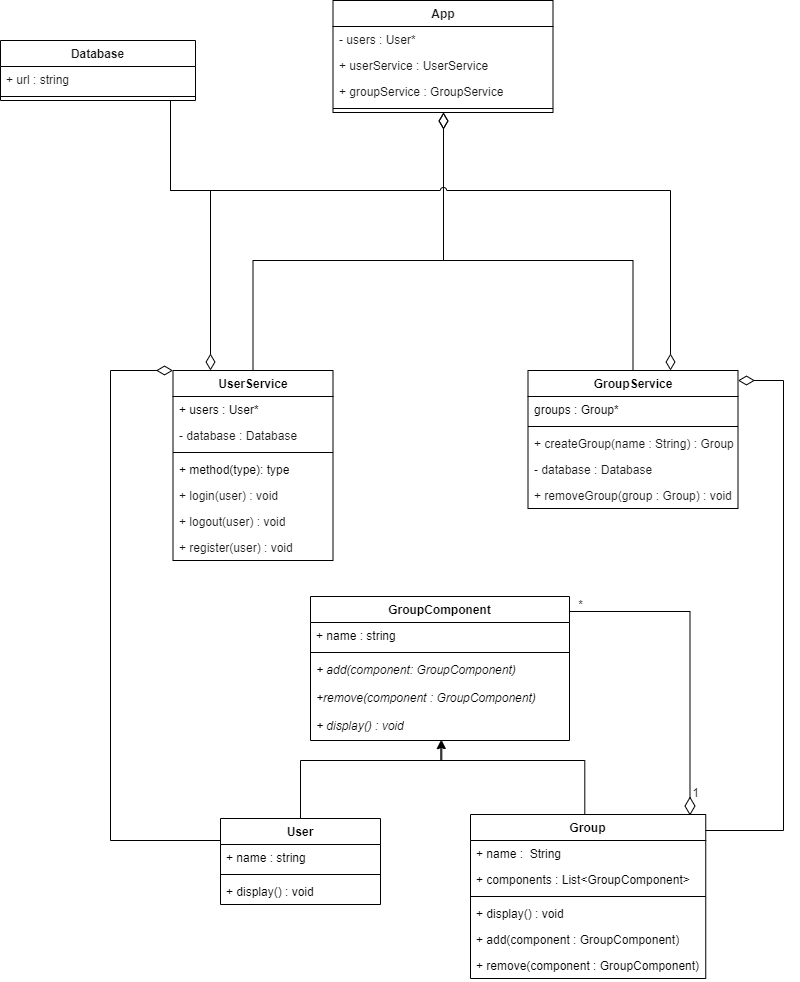 App
- users : User*
+ userService : UserService
+ groupService : GroupService
Database
+ url : string
UserService
+ users : User*
- database : Database
+ method(type): type
+ login(user) : void
+ logout(user) : void
+ register(user) : void
GroupService
groups : Group*
+ createGroup(name : String) : Group
- database : Database
+ removeGroup(group : Group) : void
GroupComponent
+ name : string
+ add(component: GroupComponent)
+remove(component : GroupComponent)
+ display() : void
*
1
User
+ name : string
+ display() : void
Group
+ name :  String
+ components : List<GroupComponent>
+ display() : void
+ add(component : GroupComponent)
+ remove(component : GroupComponent)